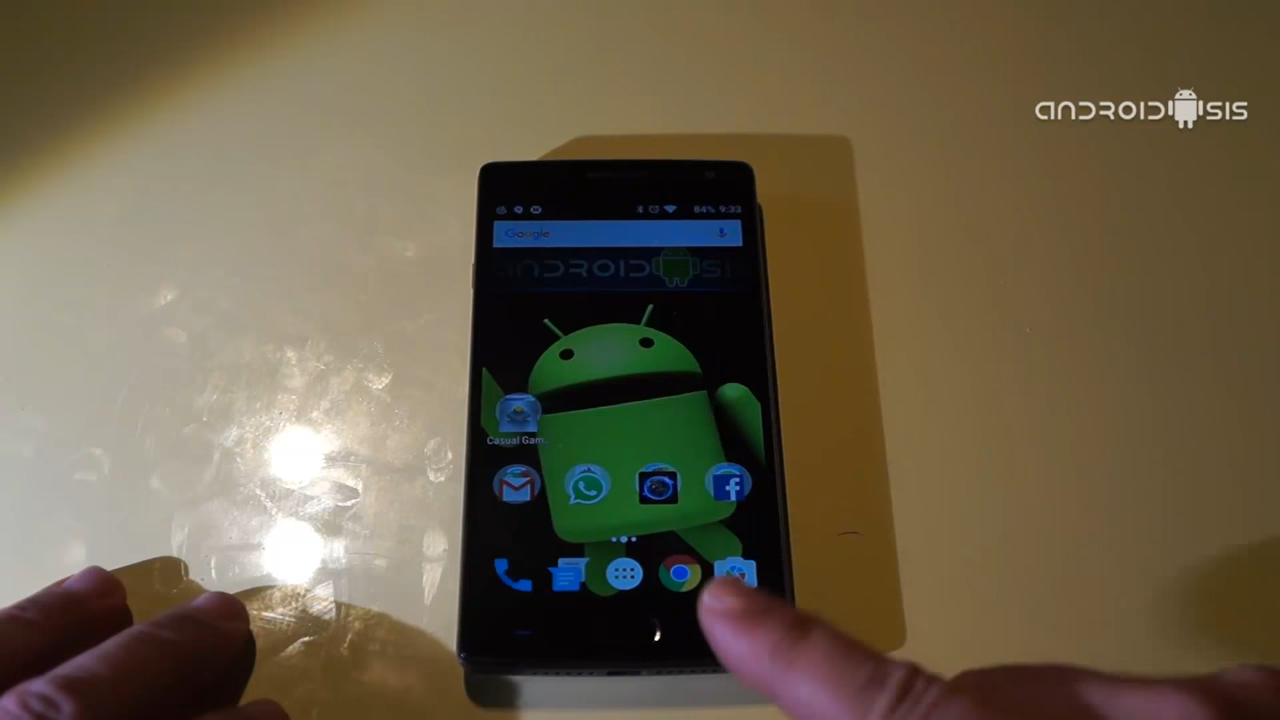 ANDROIDSIS
84% 9:33
Google
ANDROIDSIS
Casual Gam..